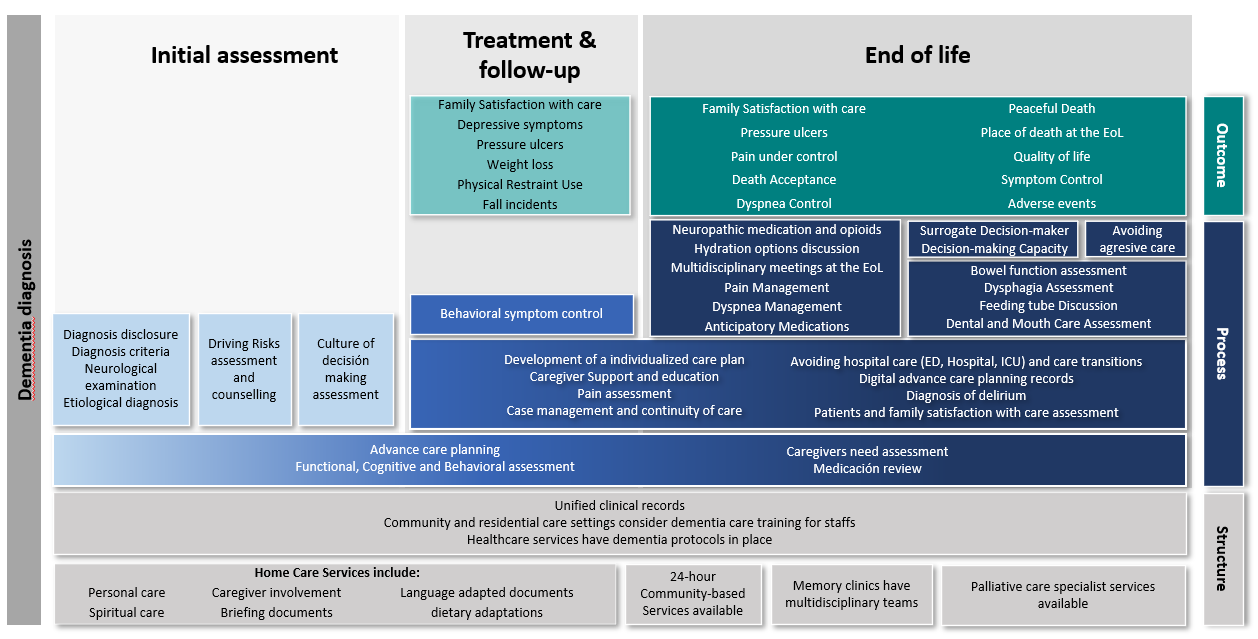 Dementia diagnosis
Initial assessment
Treatment &
follow-up
End of life
Family Satisfaction with care
Depressive symptoms
Pressure ulcers
Weight loss
Physical Restraint Use
Fall incidents
Family Satisfaction with care
Pressure ulcers
Pain under control
Death Acceptance
Dyspnea Control
Peaceful Death
Place of death at the EoL
Quality of life
Symptom Control
Adverse events
Outcome
Neuropathic medication and opioids
Hydration options discussion
Multidisciplinary meetings at the EoL
Pain Management
Dyspnea Management
Anticipatory Medications
Surrogate Decision-maker
Decision-making Capacity
Avoiding
agresive care
Bowel function assessment
Dysphagia Assessment
Feeding tube Discussion
Dental and Mouth Care Assessment
Behavioral symptom control
Process
Diagnosis disclosure
Diagnosis criteria
Neurological
examination
Etiological diagnosis
Driving Risks
assessment
and
counselling
Culture of
decisión
making
assessment
Development of a individualized care plan
Caregiver Support and education
Pain assessment
Case management and continuity of care
Avoiding hospital care (ED, Hospital, ICU) and care transitions
Digital advance care planning records
Diagnosis of delirium
Patients and family satisfaction with care assessment
Advance care planning
Functional, Cognitive and Behavioral assessment
Caregivers need assessment
Medicación review
Unified clinical records
Community and residential care settings consider dementia care training for staffs
Healthcare services have dementia protocols in place
Structure
Home Care Services include:
Personal care
Spiritual care
Caregiver involvement
Briefing documents
Language adapted documents
dietary adaptations
24-hour
Community-based
Services available
Memory clinics have
multidisciplinary teams
Palliative care specialist services
available